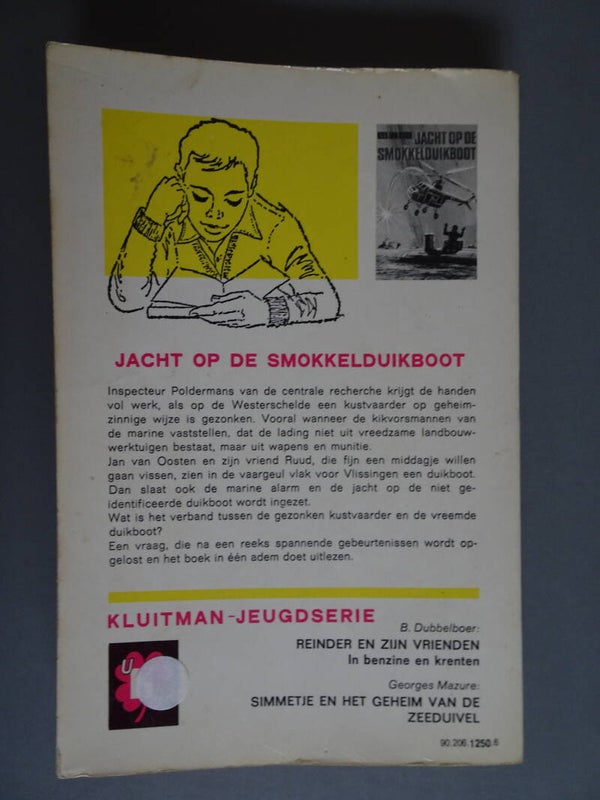 JACHT OP DE
SMOKKELDUIKBOOT
JACHT OP DE SMOKKELDUIKBOOT
Inspecteur Poldermans van de centrale recherche krijgt de handen
vol werk, als op de Westerschelde een kustvaarder op geheim-
zinnige wijze is gezonken. Vooral wanneer de kikvorsmannen van
de marine vaststellen, dat de lading niet uit vreedzame landbouw-
werktuigen bestaat, maar uit wapens en munitie.
Jan van Oosten en zijn vriend Ruud, die fijn een middagje willen
gaan vissen, zien in de vaargeul vlak voor Vlissingen een duikboot.
Dan slaat ook de marine alarm en de jacht op de niet ge-
identificeerde duikboot wordt ingezet.
Wat is het verband tussen de gezonken kustvaarder en de vreemde
duikboot?
Een vraag, die na een reeks spannende gebeurtenissen wordt op-
gelost en het boek in één adem doet uitlezen.
KLUITMAN-JEUGDSERIE
B. Dubbelboer:
REINDER EN ZIJN VRIENDEN
In benzine en krenten
Georges Mazure:
SIMMETJE EN HET GEHEIM VAN DE
ZEEDUIVEL
U
90.206.1250.6